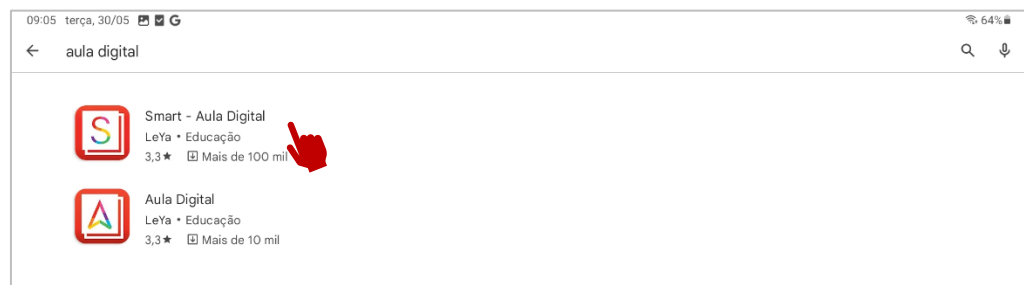 09:05 terça, 30/05 G 64%
aula digital
S
Smart - Aula Digital
LeYa • Educação
3,3★ Mais de 100 mil
A
Aula Digital
LeYa • Educação
3,3★ Mais de 10 mil